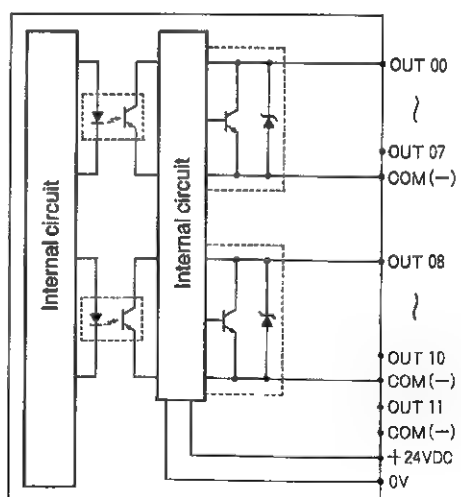 Internal circuit
Internal circuit
OUT 00
~
OUT 07
COM(−)
OUT 08
~
OUT 10
COM(−)
OUT 11
COM(−)
+24VDC
0V